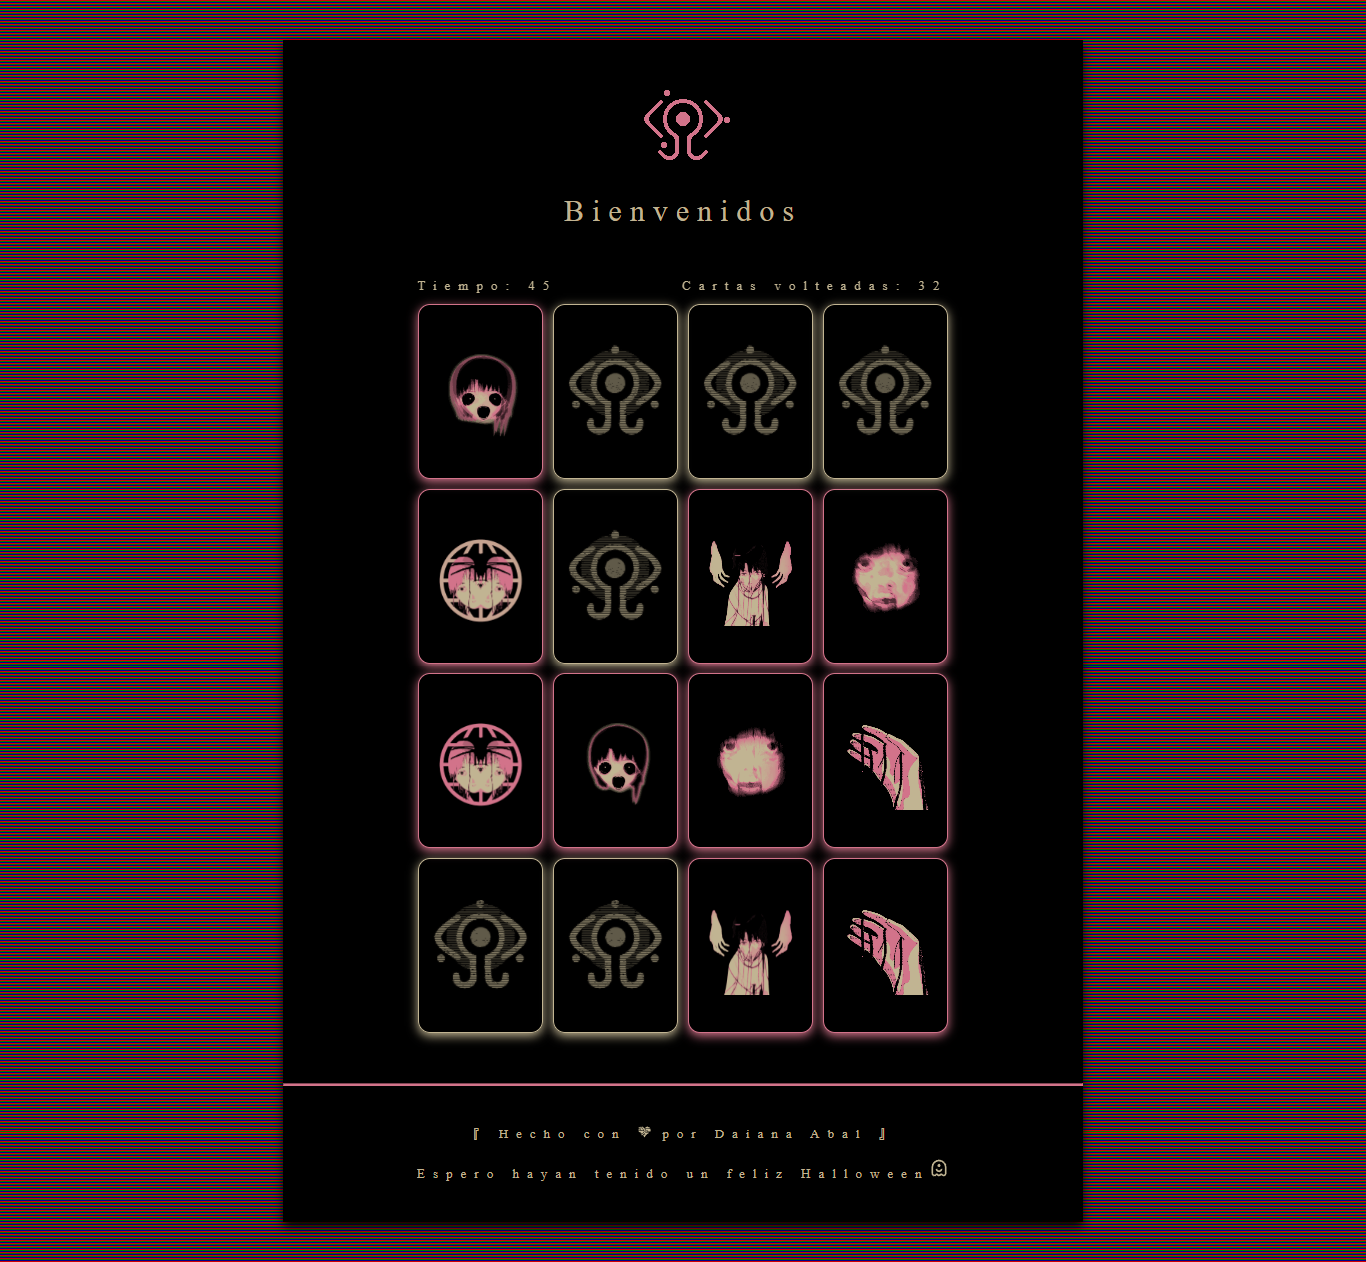 Bienvenidos
Tiempo: 45
Cartas volteadas: 32
『 Hecho con 💝 por Daiana Abal 』
Espero hayan tenido un feliz Halloween